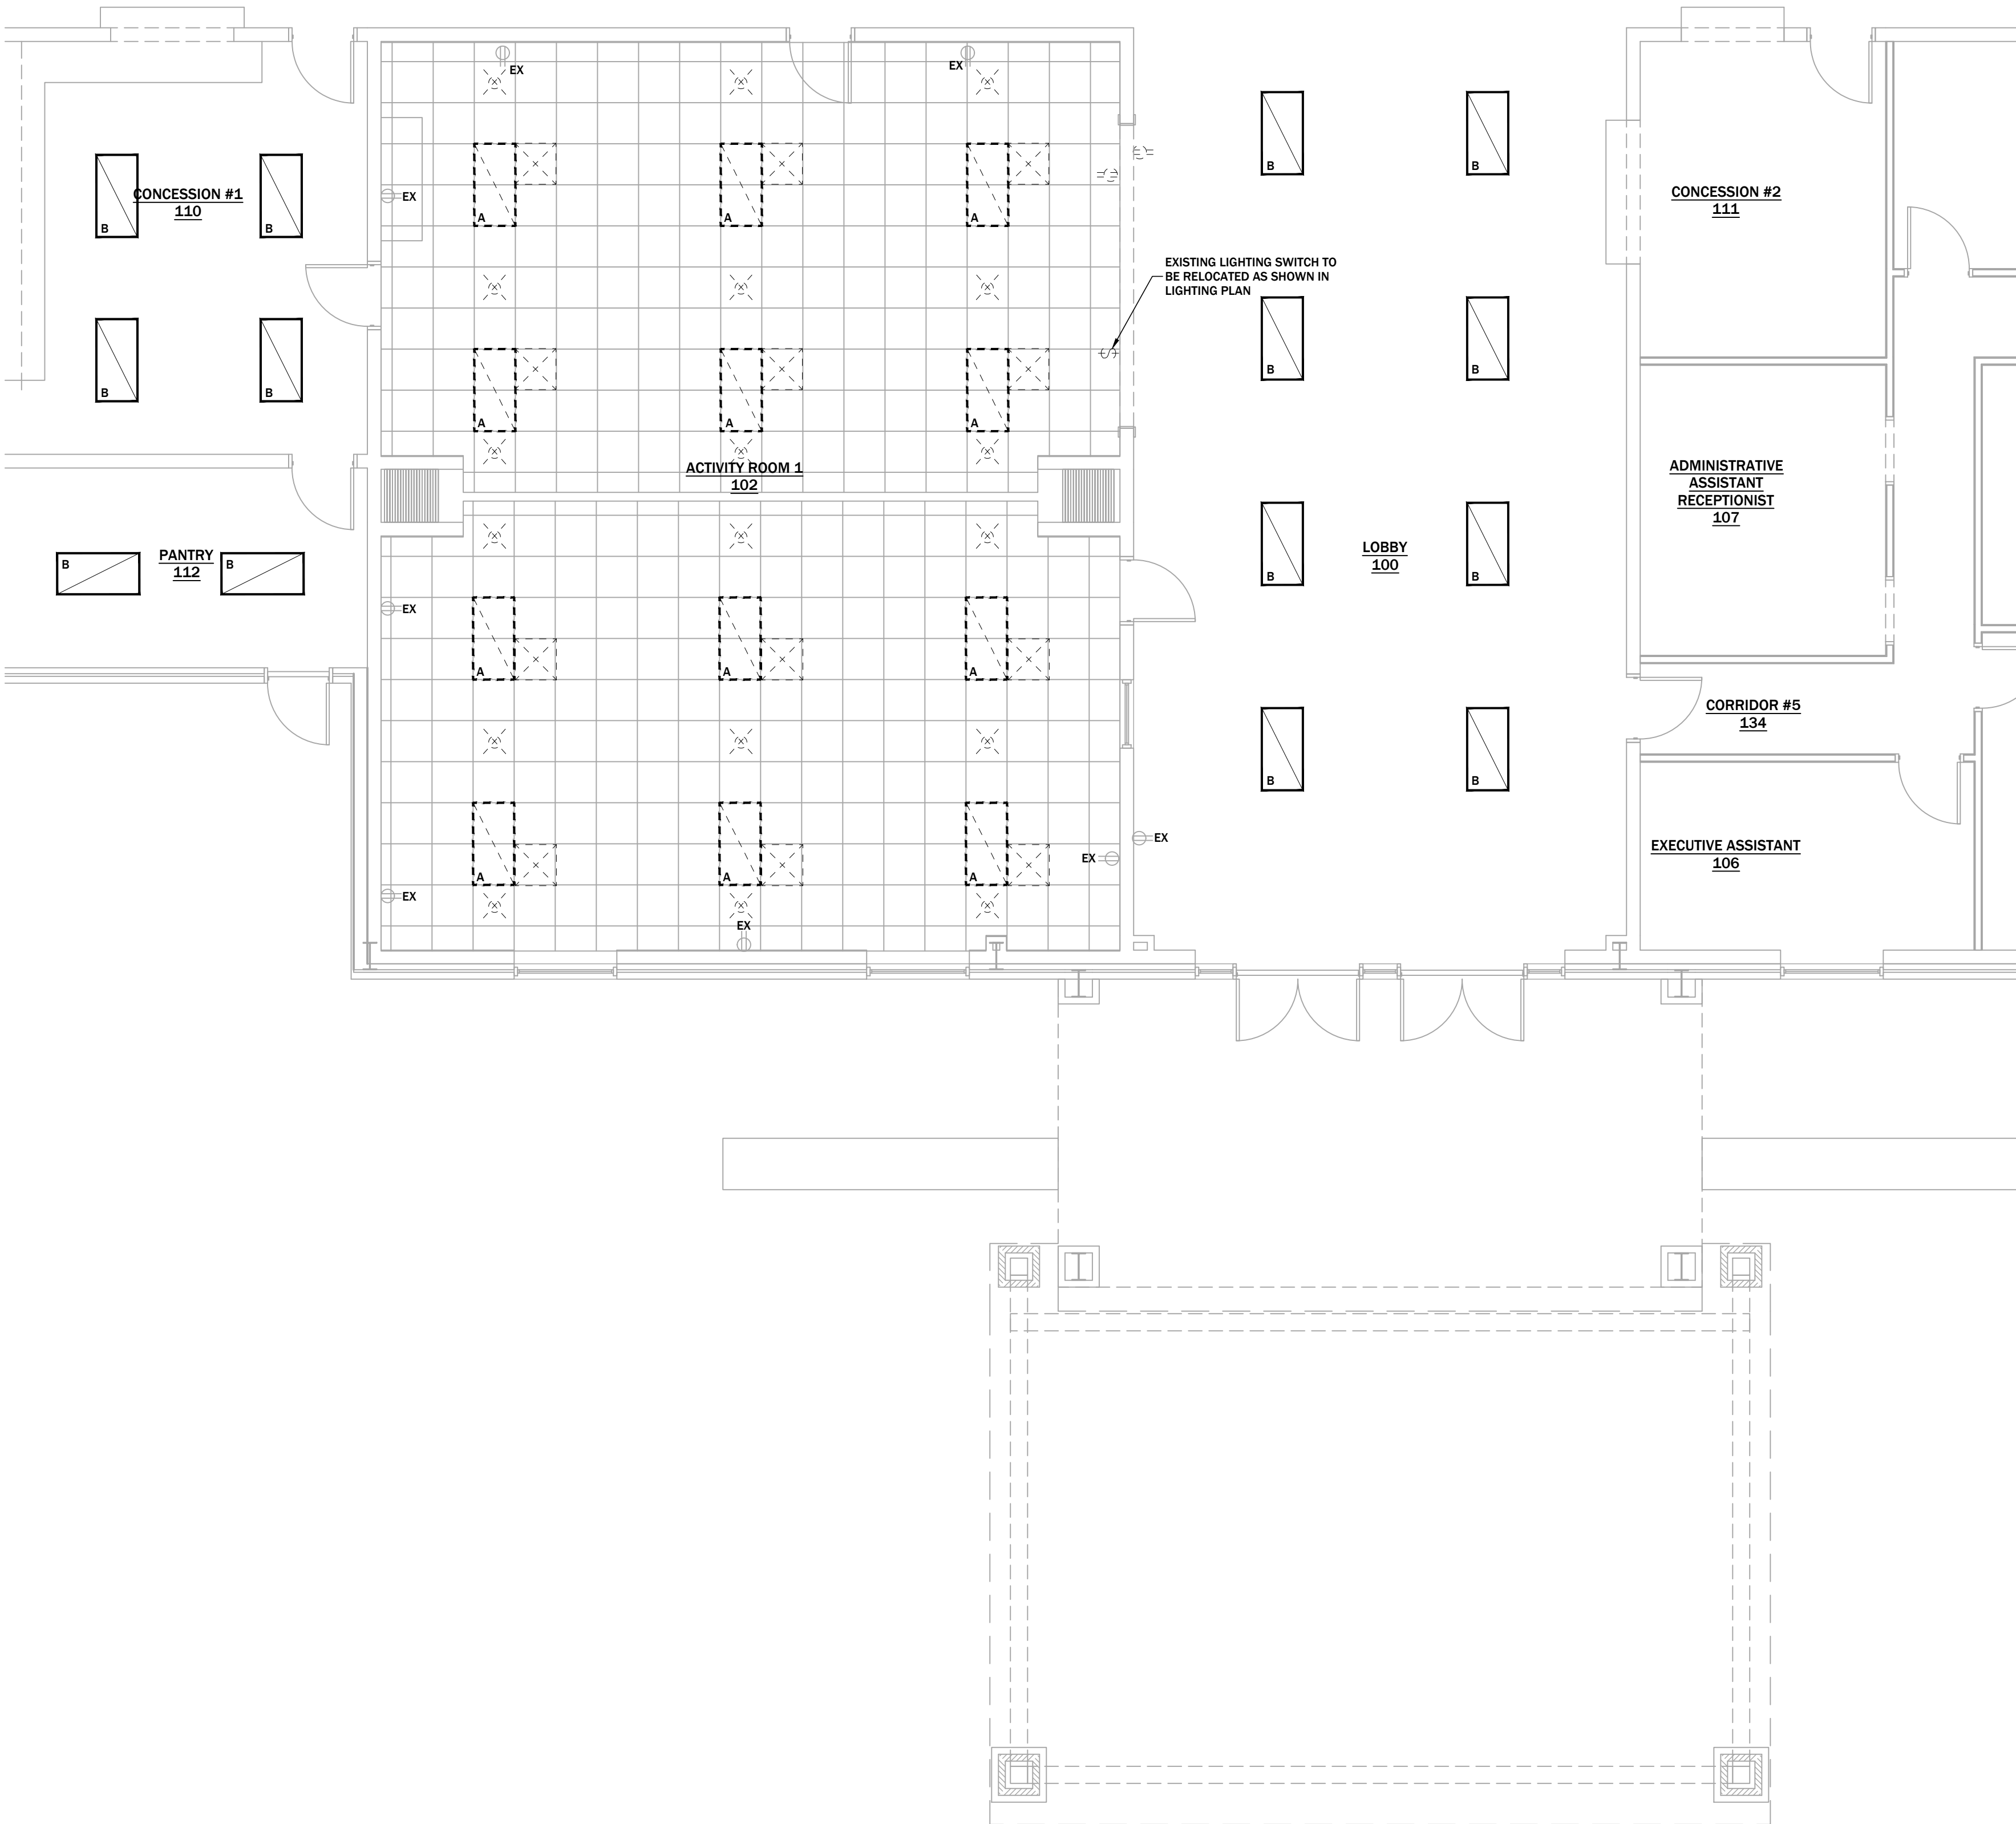 EX
EX
CONCESSION #1
110
B
B
EX
A
A
A
B
B
CONCESSION #2
111
EXISTING LIGHTING SWITCH TO
BE RELOCATED AS SHOWN IN
LIGHTING PLAN
B
B
A
A
A
B
B
ACTIVITY ROOM 1
102
ADMINISTRATIVE
ASSISTANT
RECEPTIONIST
107
PANTRY
112
B
B
LOBBY
100
B
B
EX
A
A
A
CORRIDOR #5
134
B
B
EX
EX
EXECUTIVE ASSISTANT
106
A
A
A
EX
EX